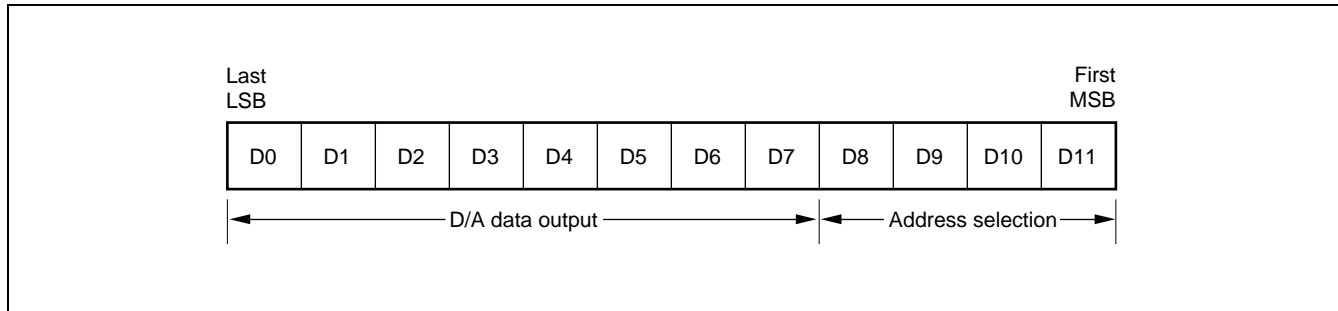 Last
LSB
First
MSB
D0 D1 D2 D3 D4 D5 D6 D7 D8 D9 D10 D11
D/A data output
Address selection